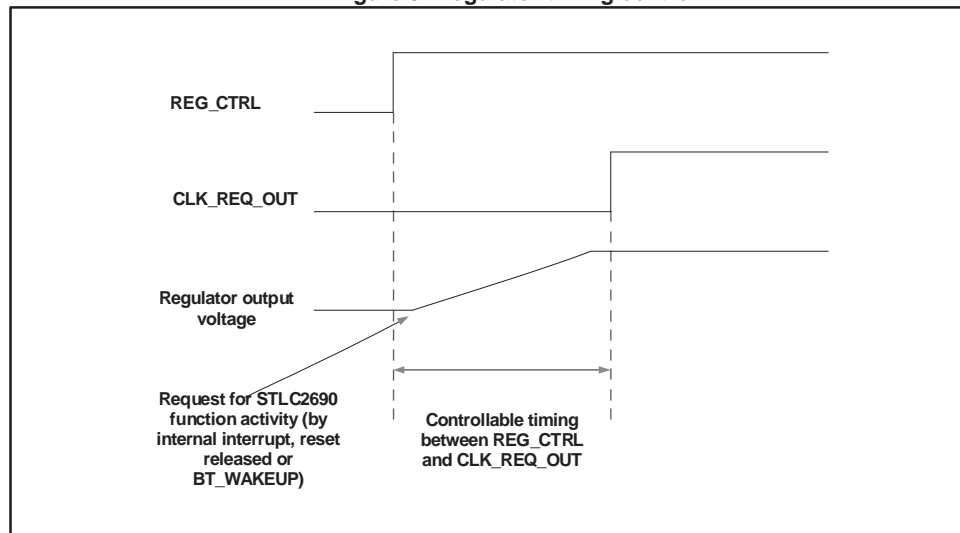 REG_CTRL
CLK_REQ_OUT
Regulator output
voltage
Request for STLC2690
function activity (by
internal interrupt, reset
released or
BT_WAKEUP)
Controllable timing
between REG_CTRL
and CLK_REQ_OUT